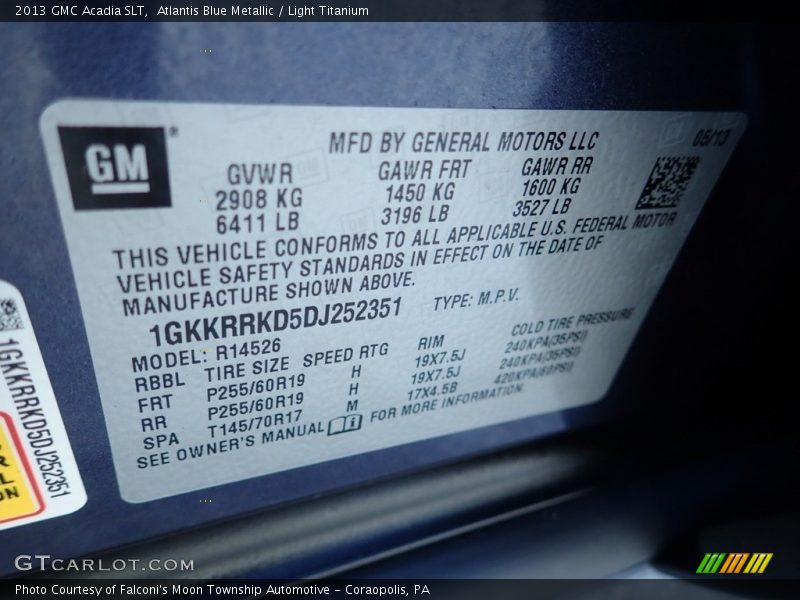 2013 GMC Acadia SLT,  Atlantis Blue Metallic / Light Titanium
GM
MFD BY GENERAL MOTORS LLC
05/13
GVWR GAWR FRT GAWR RR
2908 KG 1450 KG 1600 KG
6411 LB 3196 LB 3527 LB
THIS VEHICLE CONFORMS TO ALL APPLICABLE U.S. FEDERAL MOTOR
VEHICLE SAFETY STANDARDS IN EFFECT ON THE DATE OF
MANUFACTURE SHOWN ABOVE.
1GKKRRKD5DJ252351 TYPE: M.P.V.
MODEL: R14526
RBBL TIRE SIZE SPEED RTG RIM COLD TIRE PRESSURE
FRT P255/60R19 H 19X7.5J 240KPA(35PSI)
RR P255/60R19 H 19X7.5J 240KPA(35PSI)
SPA T145/70R17 M 17X4.5B 420KPA(60PSI)
SEE OWNER'S MANUAL FOR MORE INFORMATION.
1GKKRRKD5DJ252351
GTCARLOT.COM
Photo Courtesy of Falconi's Moon Township Automotive – Coraopolis, PA